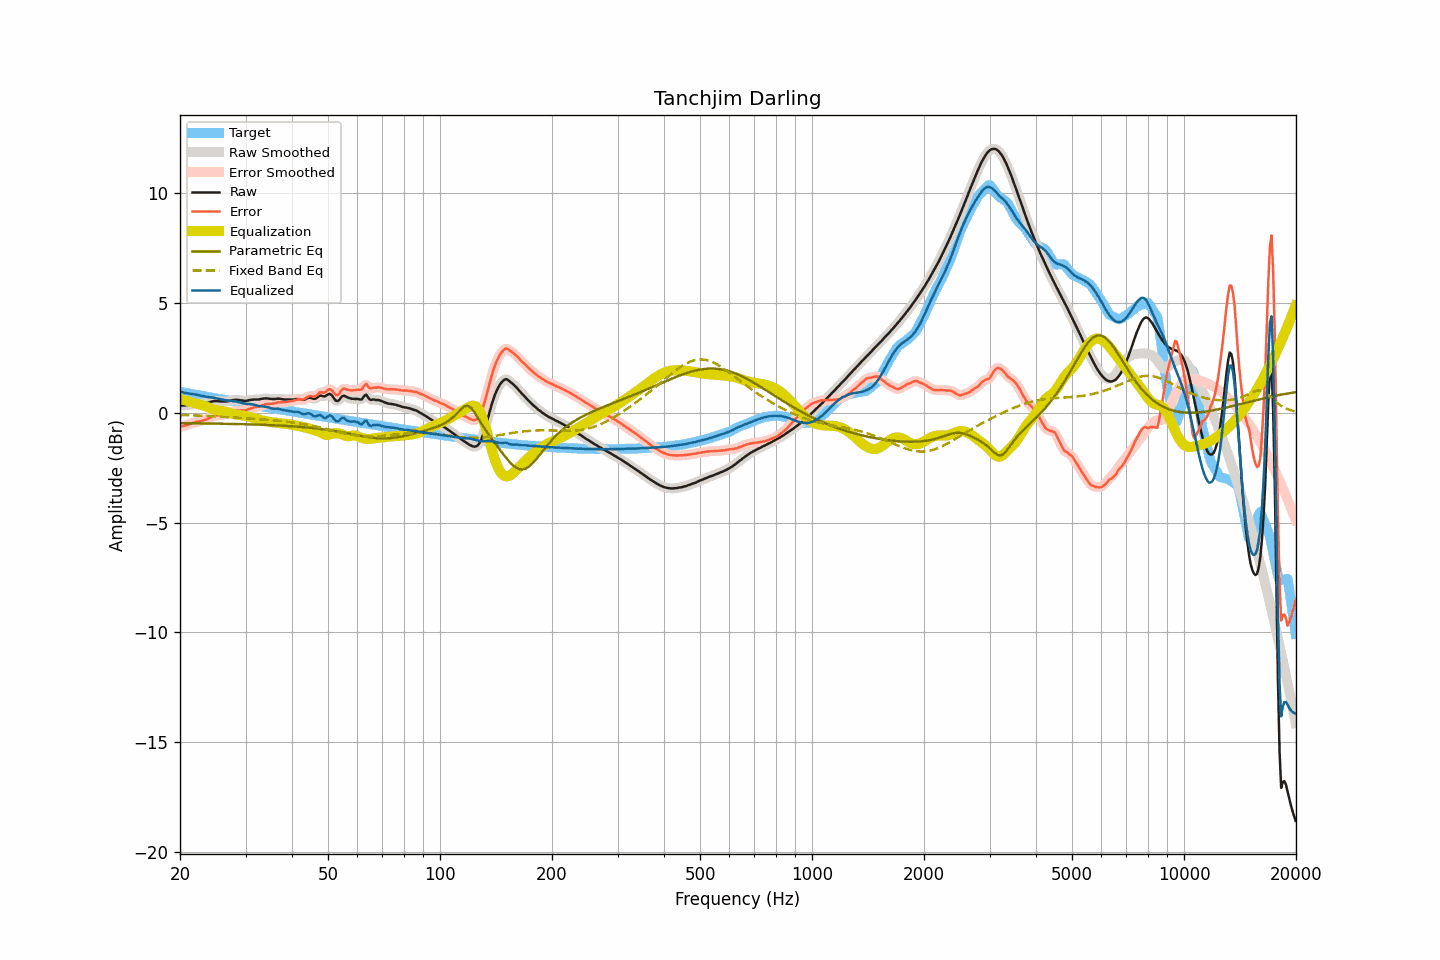 Tanchjim Darling
Target
Raw Smoothed
Error Smoothed
Raw
Error
Equalization
Parametric Eq
Fixed Band Eq
Equalized
10
5
0
−5
−10
−15
−20
Amplitude (dBr)
20 50 100 200 500 1000 2000 5000 10000 20000
Frequency (Hz)